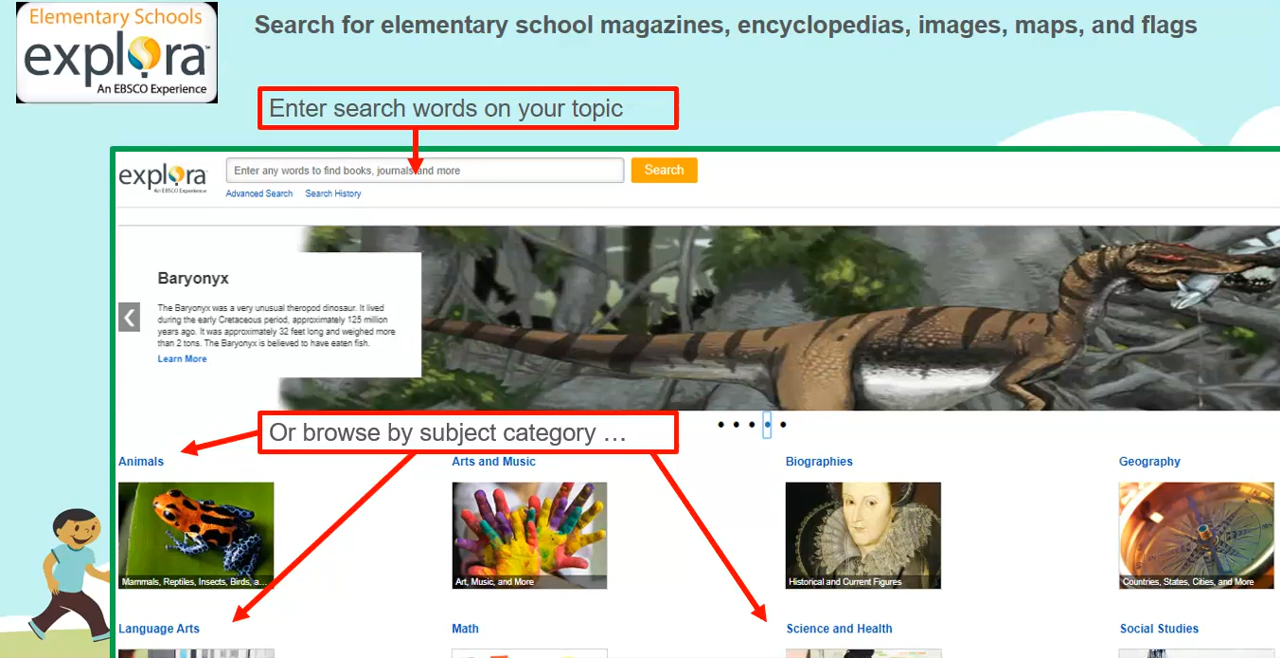 Elementary Schools
explora™
An EBSCO Experience
Search for elementary school magazines, encyclopedias, images, maps, and flags
Enter search words on your topic
explora
An EBSCO Experience
Enter any words to find books, journals and more
Search
Advanced Search Search History
Baryonyx
The Baryonyx was a very unusual theropod dinosaur. It lived
during the early Cretaceous period, approximately 125 million
years ago. It was approximately 32 feet long and weighed more
than 2 tons. The Baryonyx is believed to have eaten fish.
Learn More
Or browse by subject category …
Animals
Arts and Music
Biographies
Geography
Mammals, Reptiles, Insects, Birds, a...
Art, Music, and More
Historical and Current Figures
Countries, States, Cities, and More
Language Arts
Math
Science and Health
Social Studies